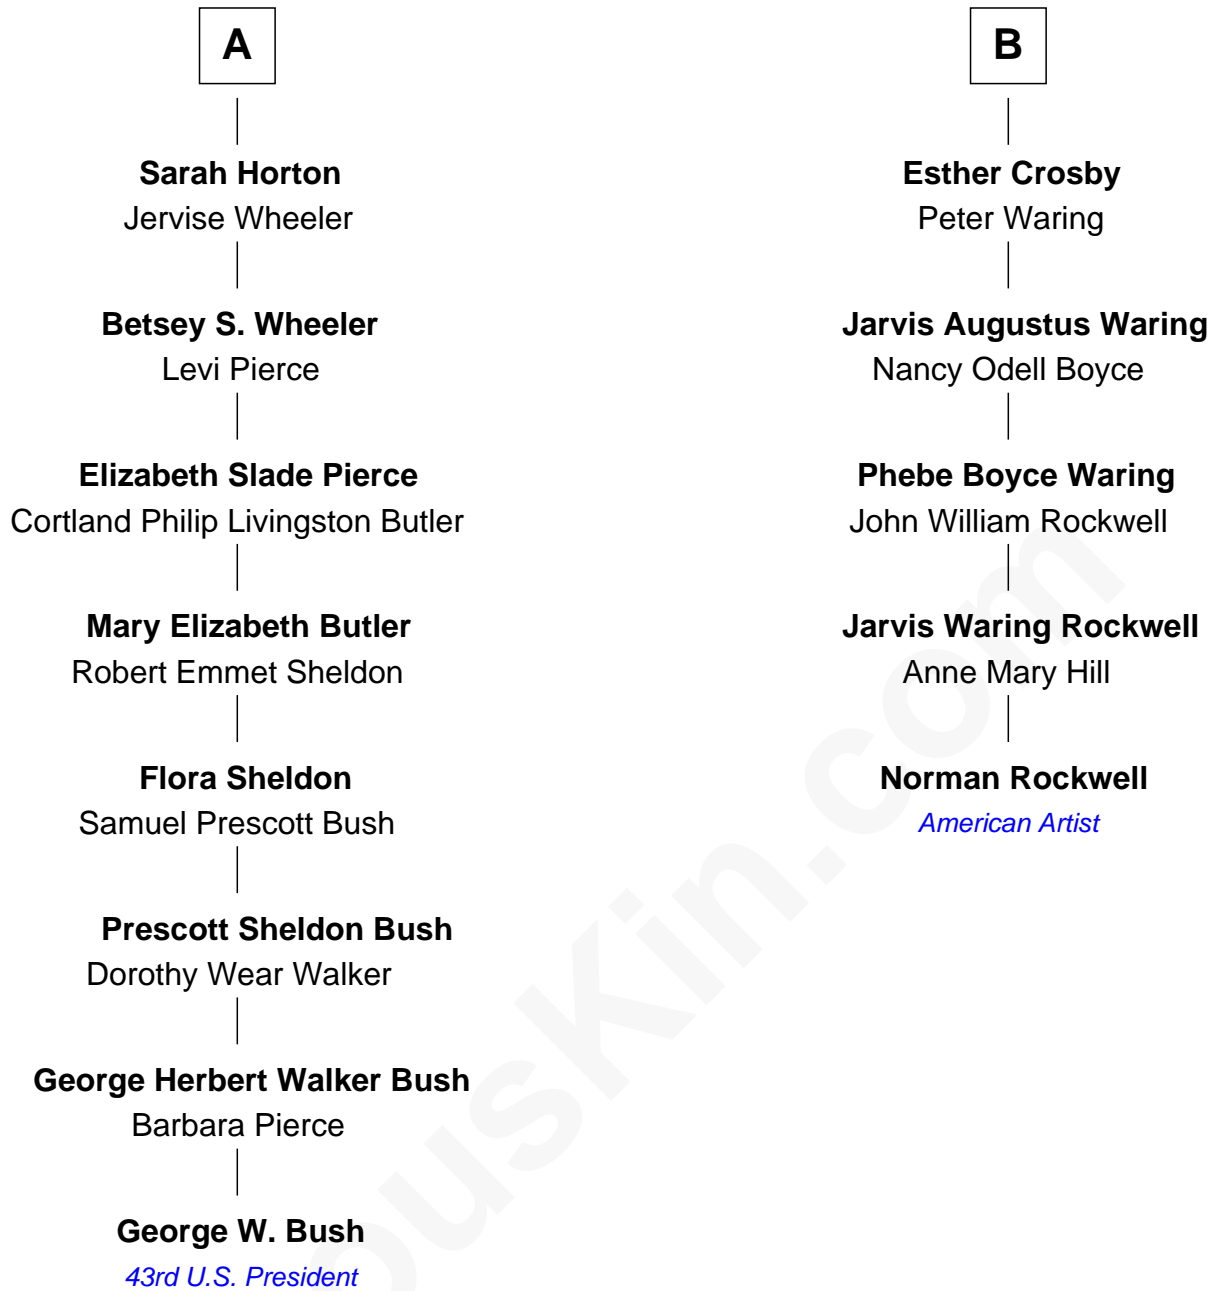 A
Sarah Horton
Jervise Wheeler
Betsey S. Wheeler
Levi Pierce
Elizabeth Slade Pierce
Cortland Philip Livingston Butler
Mary Elizabeth Butler
Robert Emmet Sheldon
Flora Sheldon
Samuel Prescott Bush
Prescott Sheldon Bush
Dorothy Wear Walker
George Herbert Walker Bush
Barbara Pierce
George W. Bush
43rd U.S. President
B
Esther Crosby
Peter Waring
Jarvis Augustus Waring
Nancy Odell Boyce
Phebe Boyce Waring
John William Rockwell
Jarvis Waring Rockwell
Anne Mary Hill
Norman Rockwell
American Artist
ousKin.com